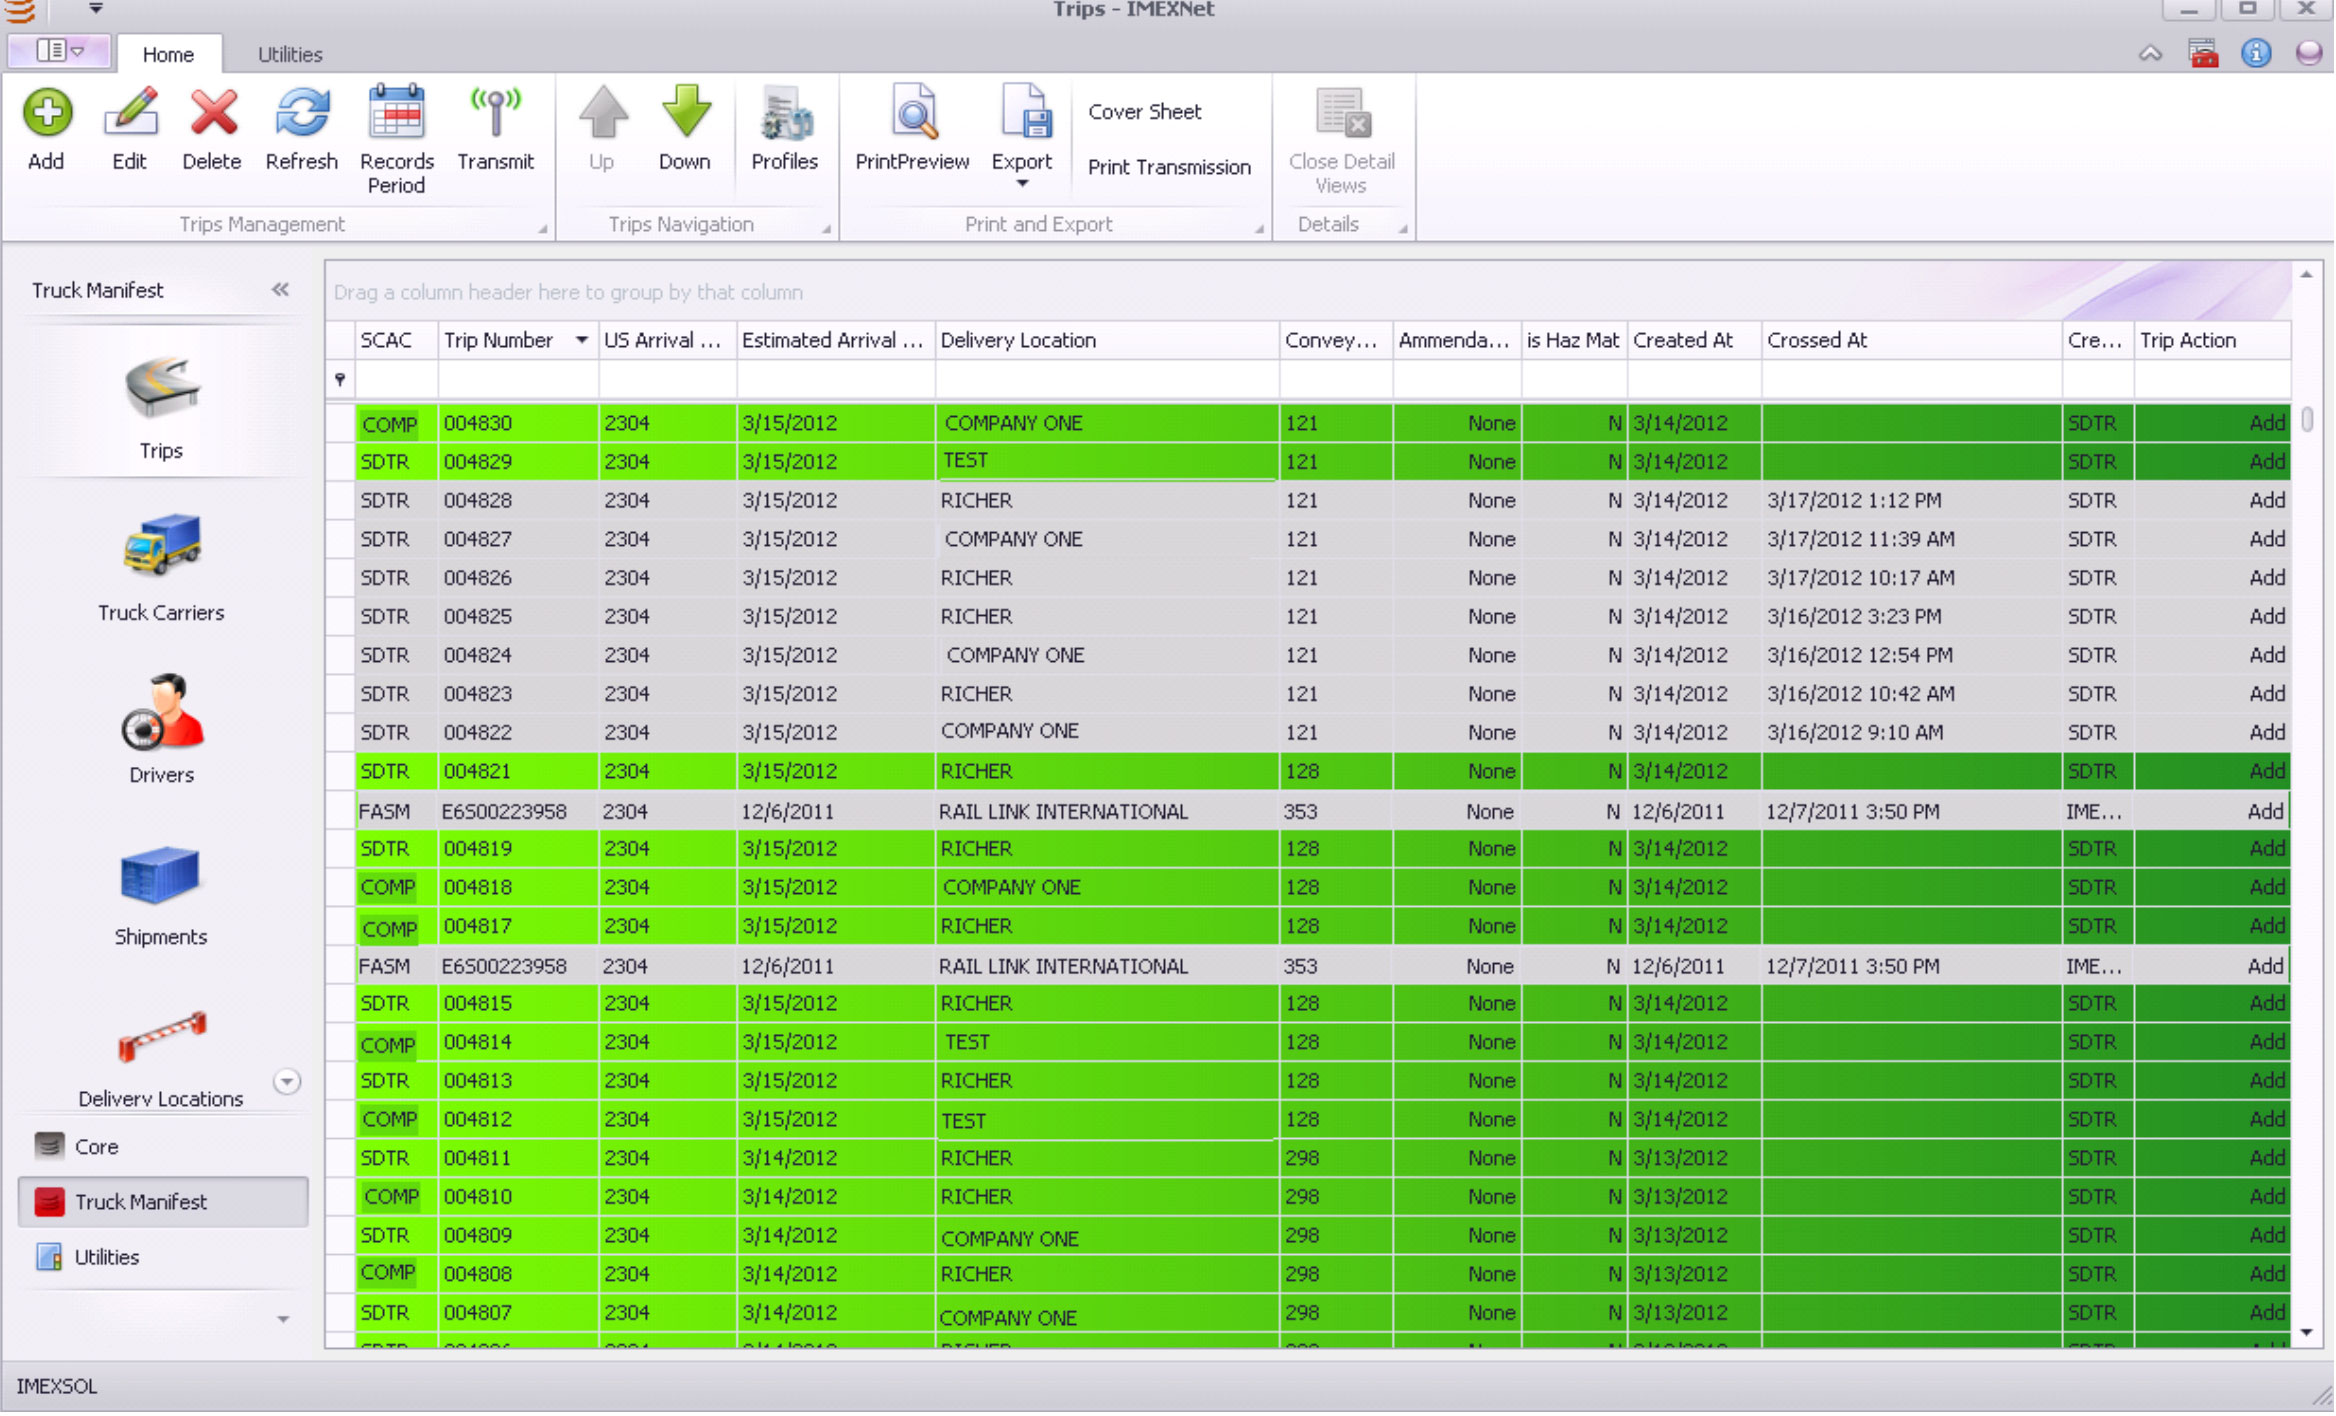 Trips - IMEXNet
Home Utilities
Add Edit Delete Refresh Records Period Transmit Up Down Profiles PrintPreview Export Cover Sheet Print Transmission Close Detail Views
Trips Management Trips Navigation Print and Export Details
Truck Manifest «
Trips
Truck Carriers
Drivers
Shipments
Delivery Locations
Core
Truck Manifest
Utilities
Drag a column header here to group by that column
SCAC Trip Number US Arrival ... Estimated Arrival ... Delivery Location Convey... Ammenda... is Haz Mat Created At Crossed At Cre... Trip Action
COMP 004830 2304 3/15/2012 COMPANY ONE 121 None N 3/14/2012 SDTR Add
SDTR 004829 2304 3/15/2012 TEST 121 None N 3/14/2012 SDTR Add
SDTR 004828 2304 3/15/2012 RICHER 121 None N 3/14/2012 3/17/2012 1:12 PM SDTR Add
SDTR 004827 2304 3/15/2012 COMPANY ONE 121 None N 3/14/2012 3/17/2012 11:39 AM SDTR Add
SDTR 004826 2304 3/15/2012 RICHER 121 None N 3/14/2012 3/17/2012 10:17 AM SDTR Add
SDTR 004825 2304 3/15/2012 RICHER 121 None N 3/14/2012 3/16/2012 3:23 PM SDTR Add
SDTR 004824 2304 3/15/2012 COMPANY ONE 121 None N 3/14/2012 3/16/2012 12:54 PM SDTR Add
SDTR 004823 2304 3/15/2012 RICHER 121 None N 3/14/2012 3/16/2012 10:42 AM SDTR Add
SDTR 004822 2304 3/15/2012 COMPANY ONE 121 None N 3/14/2012 3/16/2012 9:10 AM SDTR Add
SDTR 004821 2304 3/15/2012 RICHER 128 None N 3/14/2012 SDTR Add
FASM E6S00223958 2304 12/6/2011 RAIL LINK INTERNATIONAL 353 None N 12/6/2011 12/7/2011 3:50 PM IME... Add
SDTR 004819 2304 3/15/2012 RICHER 128 None N 3/14/2012 SDTR Add
COMP 004818 2304 3/15/2012 COMPANY ONE 128 None N 3/14/2012 SDTR Add
COMP 004817 2304 3/15/2012 RICHER 128 None N 3/14/2012 SDTR Add
FASM E6S00223958 2304 12/6/2011 RAIL LINK INTERNATIONAL 353 None N 12/6/2011 12/7/2011 3:50 PM IME... Add
SDTR 004815 2304 3/15/2012 RICHER 128 None N 3/14/2012 SDTR Add
COMP 004814 2304 3/15/2012 TEST 128 None N 3/14/2012 SDTR Add
SDTR 004813 2304 3/15/2012 RICHER 128 None N 3/14/2012 SDTR Add
COMP 004812 2304 3/15/2012 TEST 128 None N 3/14/2012 SDTR Add
SDTR 004811 2304 3/14/2012 RICHER 298 None N 3/13/2012 SDTR Add
COMP 004810 2304 3/14/2012 RICHER 298 None N 3/13/2012 SDTR Add
SDTR 004809 2304 3/14/2012 COMPANY ONE 298 None N 3/13/2012 SDTR Add
COMP 004808 2304 3/14/2012 RICHER 298 None N 3/13/2012 SDTR Add
SDTR 004807 2304 3/14/2012 COMPANY ONE 298 None N 3/13/2012 SDTR Add
IMEXSOL